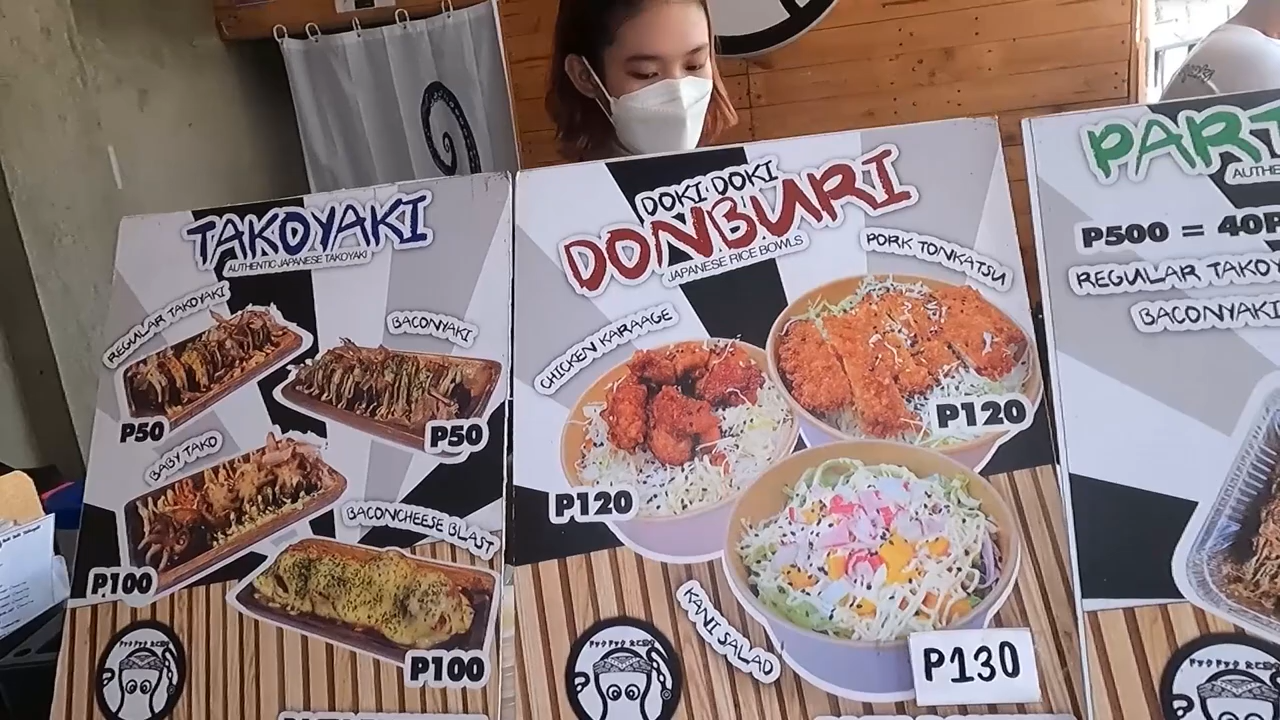 TAKOYAKI
AUTHENTIC JAPANESE TAKOYAKI
REGULAR TAKOYAKI
P50
BACONYAKI
P50
BABY TAKO
P100
BACONCHEESE BLAST
P100
DOKI DOKI
DONBURI
JAPANESE RICE BOWLS
CHICKEN KARAAGE
P120
PORK TONKATSU
P120
KANI SALAD
P130
PART
AUTHE
P500 = 40P
REGULAR TAKOY
BACONYAKI